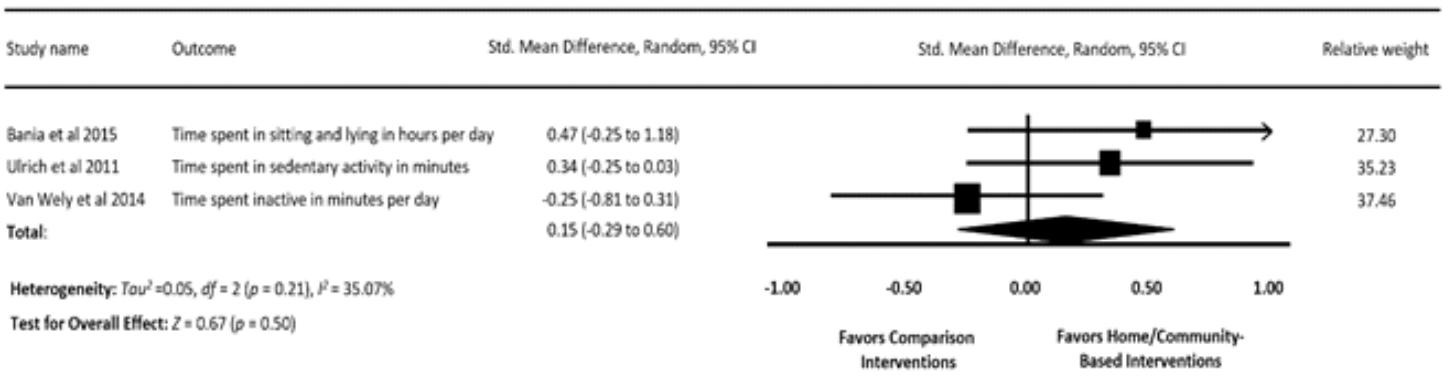 Study name Outcome Std. Mean Difference, Random, 95% CI Std. Mean Difference, Random, 95% CI Relative weight
Bania et al 2015 Time spent in sitting and lying in hours per day 0.47 (-0.25 to 1.18) 27.30
Ulrich et al 2011 Time spent in sedentary activity in minutes 0.34 (-0.25 to 0.03) 35.23
Van Wely et al 2014 Time spent inactive in minutes per day -0.25 (-0.81 to 0.31) 37.46
Total: 0.15 (-0.29 to 0.60)
Heterogeneity: Tau² =0.05, df = 2 (p = 0.21), I² = 35.07% -1.00 -0.50 0.00 0.50 1.00
Test for Overall Effect: Z = 0.67 (p = 0.50)
Favors Comparison Favors Home/Community-
Interventions Based Interventions